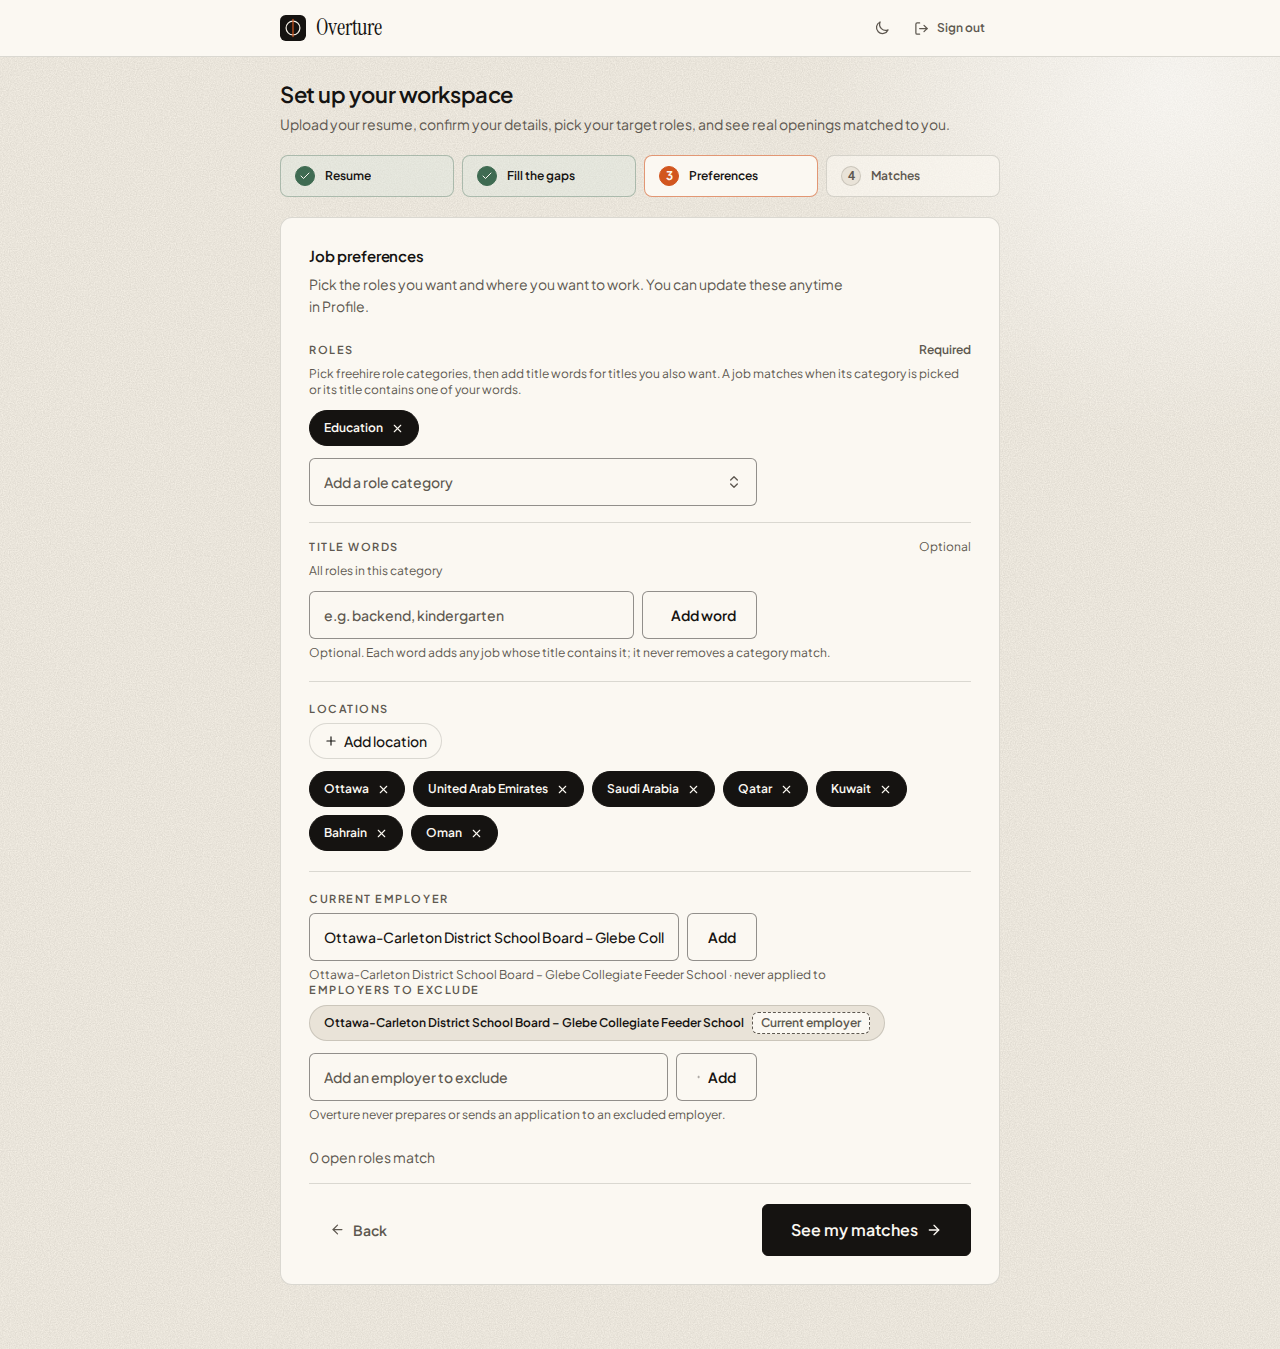 Overture
Sign out
Set up your workspace
Upload your resume, confirm your details, pick your target roles, and see real openings matched to you.
Resume
Fill the gaps
3 Preferences
4 Matches
Job preferences
Pick the roles you want and where you want to work. You can update these anytime
in Profile.
ROLES
Required
Pick freehire role categories, then add title words for titles you also want. A job matches when its category is picked
or its title contains one of your words.
Education
Add a role category
TITLE WORDS
Optional
All roles in this category
e.g. backend, kindergarten
Add word
Optional. Each word adds any job whose title contains it; it never removes a category match.
LOCATIONS
Add location
Ottawa
United Arab Emirates
Saudi Arabia
Qatar
Kuwait
Bahrain
Oman
CURRENT EMPLOYER
Ottawa-Carleton District School Board – Glebe Coll
Add
Ottawa-Carleton District School Board – Glebe Collegiate Feeder School · never applied to
EMPLOYERS TO EXCLUDE
Ottawa-Carleton District School Board – Glebe Collegiate Feeder School
Current employer
Add an employer to exclude
Add
Overture never prepares or sends an application to an excluded employer.
0 open roles match
Back
See my matches